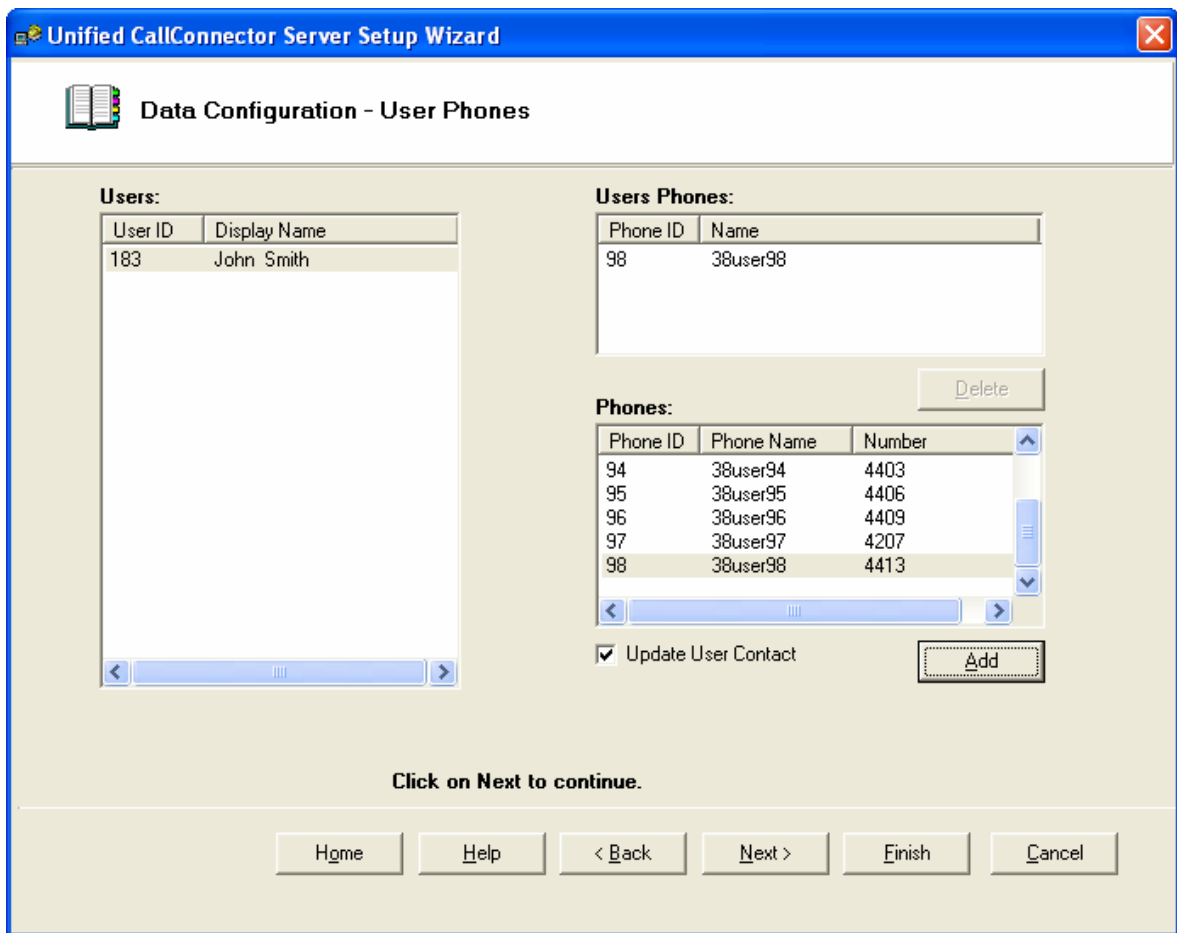 Unified CallConnector Server Setup Wizard
Data Configuration - User Phones
Users:
User ID Display Name
183 John Smith
Users Phones:
Phone ID Name
98 38user98
Delete
Phones:
Phone ID Phone Name Number
94 38user94 4403
95 38user95 4406
96 38user96 4409
97 38user97 4207
98 38user98 4413
Update User Contact
Add
Click on Next to continue.
Home Help < Back Next > Finish Cancel